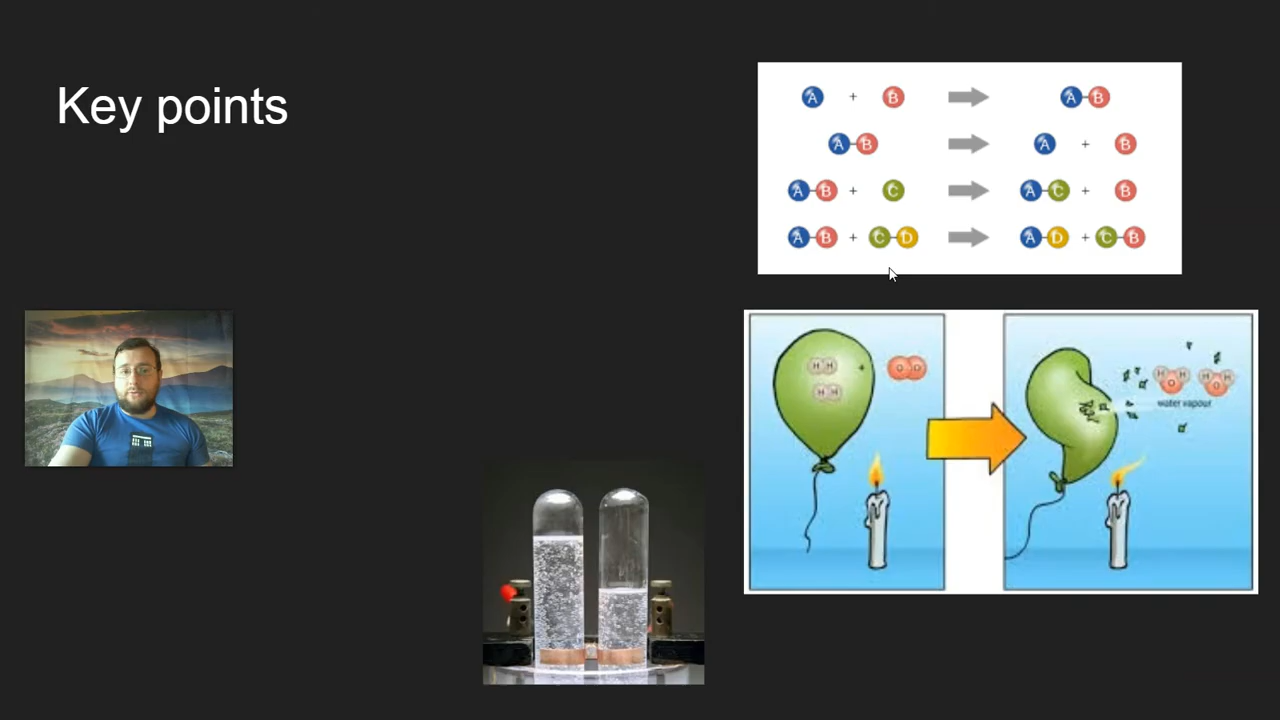 Key points
A + B A B
A B A + B
A B + C A C + B
A B + C D A D + C B
H H + O O
H H
H H O H H O
water vapour